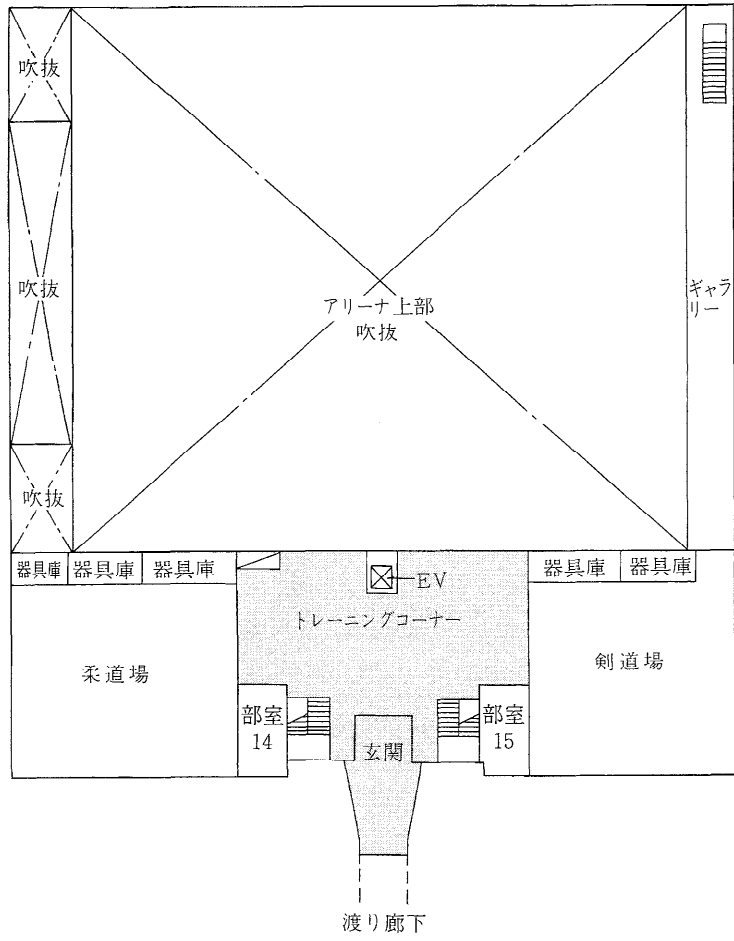 吹抜
吹抜
アリーナ上部
吹抜
ギャラ
リー
吹抜
器具庫
器具庫
器具庫
EV
器具庫
器具庫
トレーニングコーナー
柔道場
剣道場
部室
14
玄関
部室
15
渡り廊下